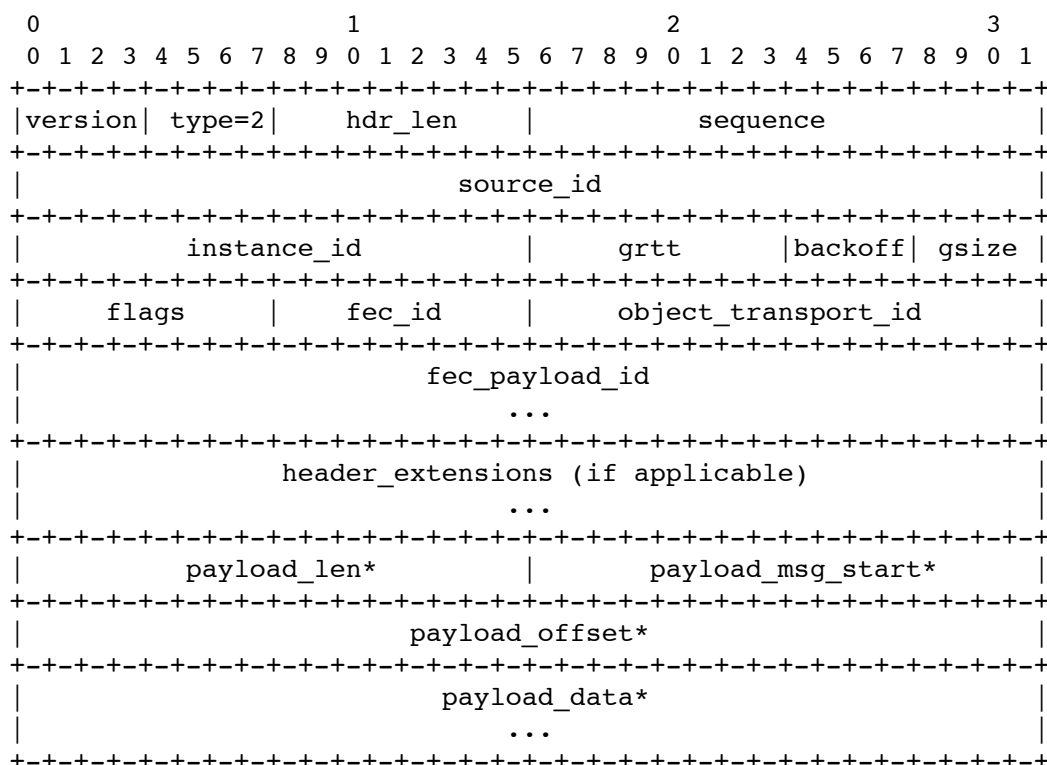 0                   1                   2                   3
 0 1 2 3 4 5 6 7 8 9 0 1 2 3 4 5 6 7 8 9 0 1 2 3 4 5 6 7 8 9 0 1
+-+-+-+-+-+-+-+-+-+-+-+-+-+-+-+-+-+-+-+-+-+-+-+-+-+-+-+-+-+-+-+-+
|version| type=2|    hdr_len    |          sequence             |
+-+-+-+-+-+-+-+-+-+-+-+-+-+-+-+-+-+-+-+-+-+-+-+-+-+-+-+-+-+-+-+-+
|                           source_id                           |
+-+-+-+-+-+-+-+-+-+-+-+-+-+-+-+-+-+-+-+-+-+-+-+-+-+-+-+-+-+-+-+-+
|          instance_id          |     grtt      |backoff| gsize |
+-+-+-+-+-+-+-+-+-+-+-+-+-+-+-+-+-+-+-+-+-+-+-+-+-+-+-+-+-+-+-+-+
|     flags     |    fec_id     |     object_transport_id       |
+-+-+-+-+-+-+-+-+-+-+-+-+-+-+-+-+-+-+-+-+-+-+-+-+-+-+-+-+-+-+-+-+
|                         fec_payload_id                        |
|                              ...                              |
+-+-+-+-+-+-+-+-+-+-+-+-+-+-+-+-+-+-+-+-+-+-+-+-+-+-+-+-+-+-+-+-+
|                header_extensions (if applicable)              |
|                              ...                              |
+-+-+-+-+-+-+-+-+-+-+-+-+-+-+-+-+-+-+-+-+-+-+-+-+-+-+-+-+-+-+-+-+
|          payload_len*         |       payload_msg_start*      |
+-+-+-+-+-+-+-+-+-+-+-+-+-+-+-+-+-+-+-+-+-+-+-+-+-+-+-+-+-+-+-+-+
|                        payload_offset*                        |
+-+-+-+-+-+-+-+-+-+-+-+-+-+-+-+-+-+-+-+-+-+-+-+-+-+-+-+-+-+-+-+-+
|                          payload_data*                        |
|                              ...                              |
+-+-+-+-+-+-+-+-+-+-+-+-+-+-+-+-+-+-+-+-+-+-+-+-+-+-+-+-+-+-+-+-+